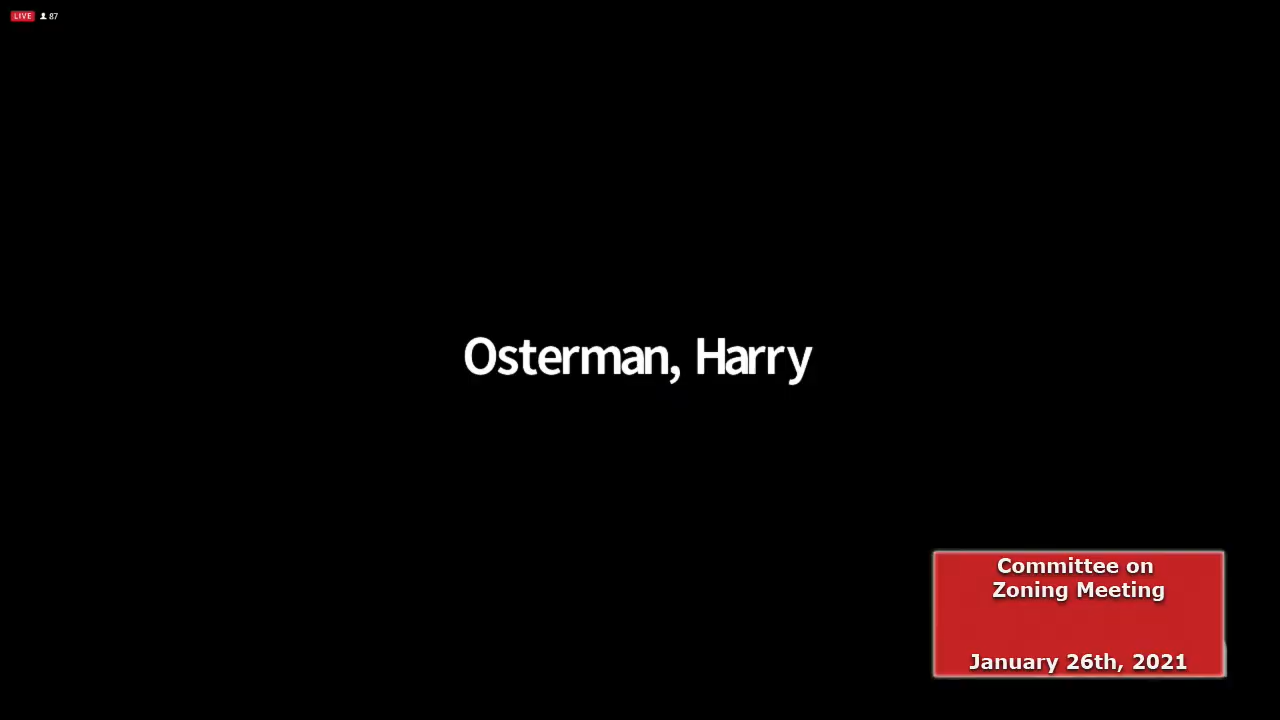 LIVE 87
Osterman, Harry
Committee on
Zoning Meeting
January 26th, 2021